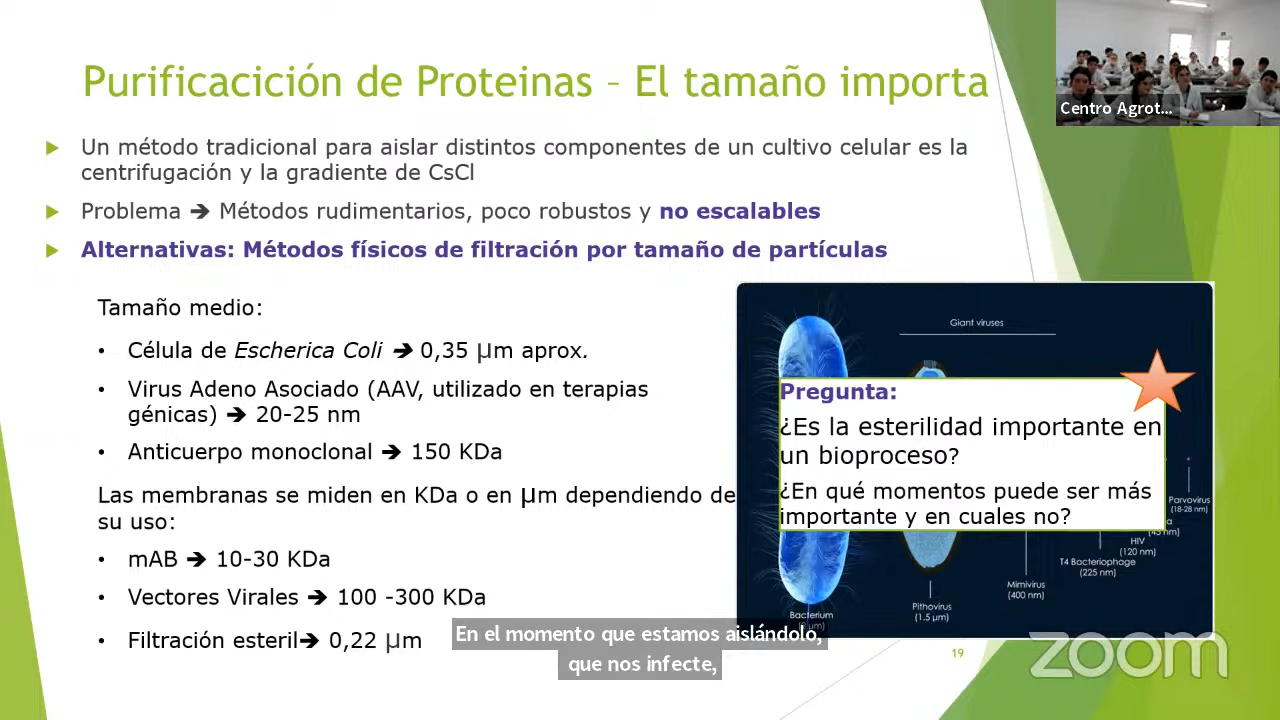 Purificacición de Proteinas – El tamaño importa
Centro Agrot...
▶ Un método tradicional para aislar distintos componentes de un cultivo celular es la
centrifugación y la gradiente de CsCl
▶ Problema ➔ Métodos rudimentarios, poco robustos y no escalables
▶ Alternativas: Métodos físicos de filtración por tamaño de partículas
Tamaño medio:
• Célula de Escherica Coli ➔ 0,35 µm aprox.
• Virus Adeno Asociado (AAV, utilizado en terapias
génicas) ➔ 20-25 nm
• Anticuerpo monoclonal ➔ 150 KDa
Las membranas se miden en KDa o en µm dependiendo de
su uso:
• mAB ➔ 10-30 KDa
• Vectores Virales ➔ 100 -300 KDa
• Filtración esteril➔ 0,22 µm
Giant viruses
Pregunta:
¿Es la esterilidad importante en
un bioproceso?
¿En qué momentos puede ser más
importante y en cuales no?
Parvovirus
(18-28 nm)
HIV
(120 nm)
T4 Bacteriophage
(225 nm)
Mimivirus
(400 nm)
Pithovirus
(1.5 µm)
Bacterium
En el momento que estamos aislándolo,
que nos infecte,
19
zoom